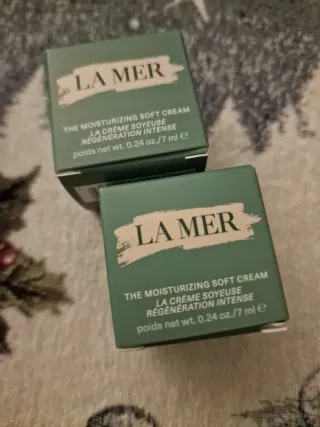 LA MER
THE MOISTURIZING SOFT CREAM
LA CRÈME SOYEUSE
RÉGÉNÉRATION INTENSE
poids net wt. 0.24 oz./7 ml ℮
LA MER
THE MOISTURIZING SOFT CREAM
LA CRÈME SOYEUSE
RÉGÉNÉRATION INTENSE
poids net wt. 0.24 oz./7 ml ℮